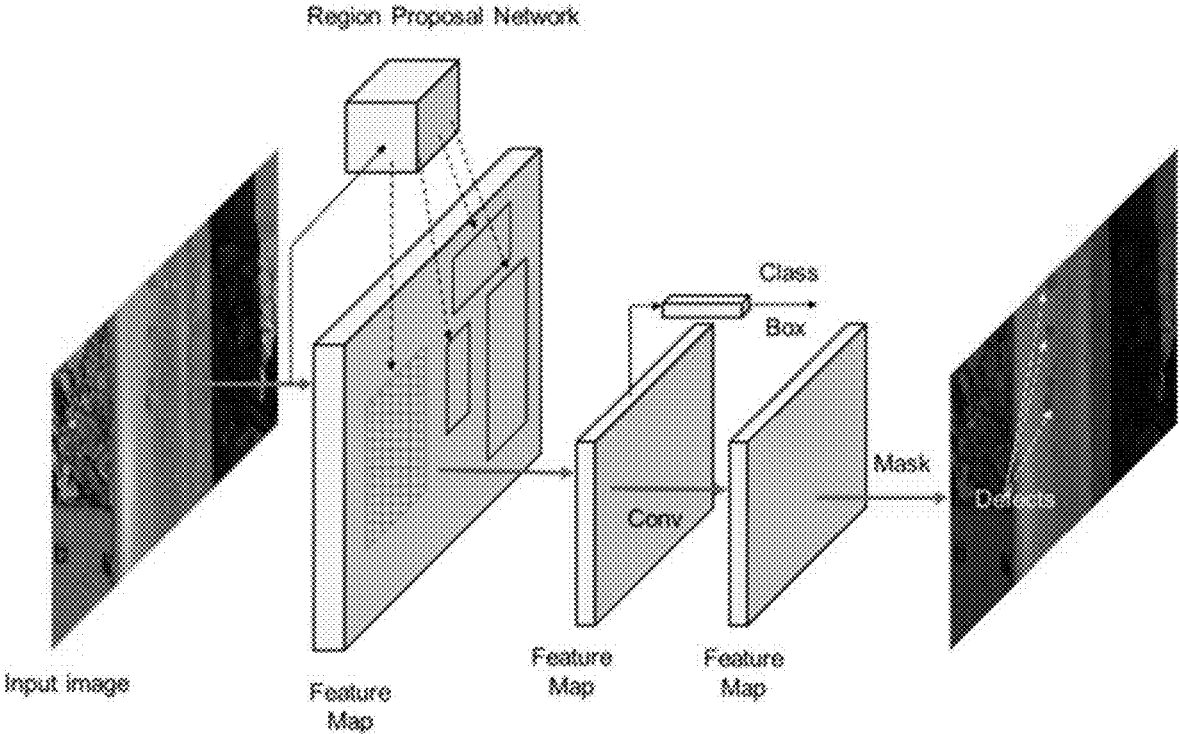 Region Proposal Network
Class
Box
Mask
Defects
Conv
Input image
Feature
Map
Feature
Map
Feature
Map